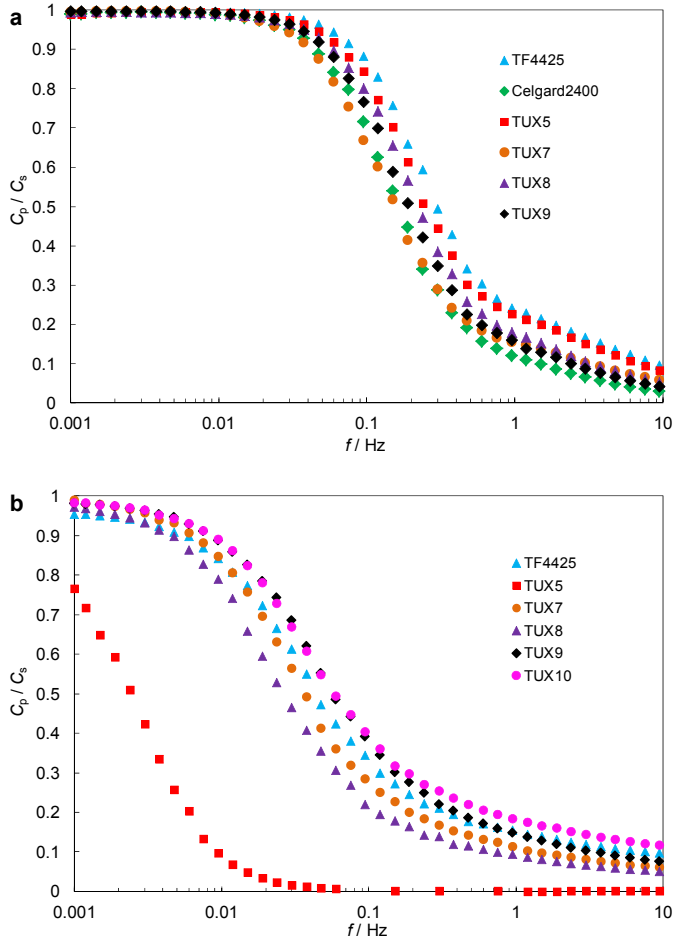 a
1
0.9
0.8
0.7
0.6
0.5
0.4
0.3
0.2
0.1
0
Cp / Cs
TF4425
Celgard2400
TUX5
TUX7
TUX8
TUX9
0.001 0.01 0.1 1 10
f / Hz
b
1
0.9
0.8
0.7
0.6
0.5
0.4
0.3
0.2
0.1
0
Cp / Cs
TF4425
TUX5
TUX7
TUX8
TUX9
TUX10
0.001 0.01 0.1 1 10
f / Hz